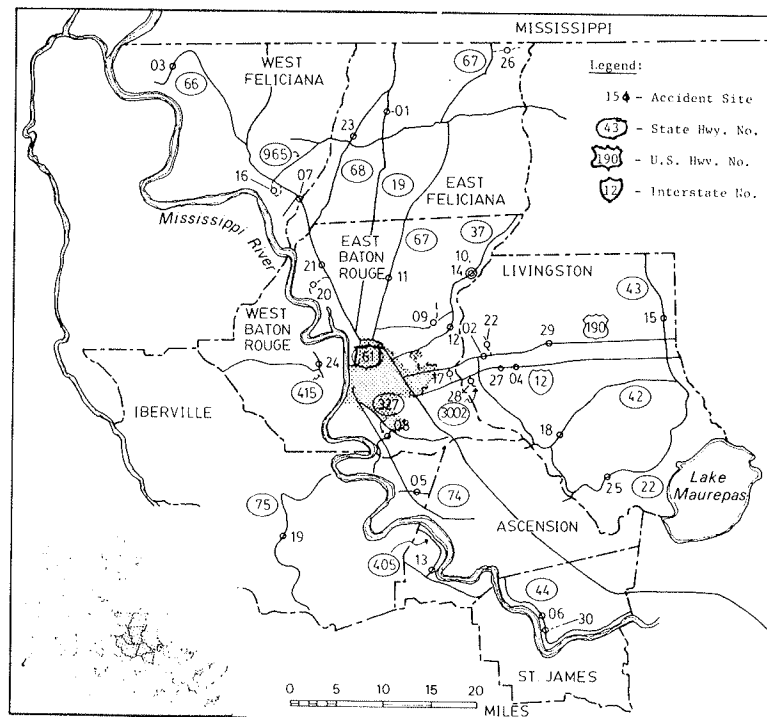 MISSISSIPPI
03
66
WEST
FELICIANA
67
26
Legend:
15 - Accident Site
43 - State Hwy. No.
190 - U.S. Hwv. No.
12 - Interstate No.
01
23
965
07
68
19
16
EAST
FELICIANA
Mississippi
River
67
37
EAST
BATON
ROUGE
10,
14
LIVINGSTON
21
11
43
20
WEST
BATON
ROUGE
09
12
02
22
29
190
15
61
24
17
27
04
12
415
327
28
3002
42
IBERVILLE
08
18
05
74
25
22
Lake
Maurepas
75
19
ASCENSION
405
13
44
06
30
ST. JAMES
0 5 10 15 20
MILES